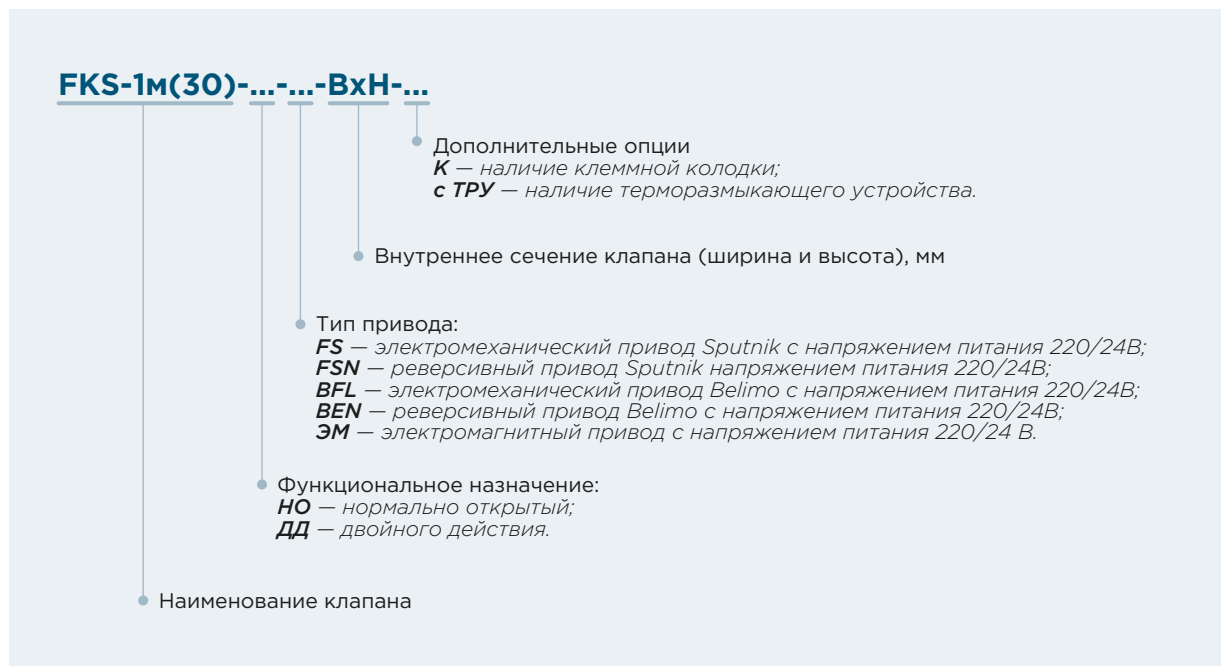 FKS-1м(30)-...-...-ВхН-...
Дополнительные опции
К — наличие клеммной колодки;
с ТРУ — наличие терморазмыкающего устройства.
Внутреннее сечение клапана (ширина и высота), мм
Тип привода:
FS — электромеханический привод Sputnik с напряжением питания 220/24В;
FSN — реверсивный привод Sputnik напряжением питания 220/24В;
BFL — электромеханический привод Belimo с напряжением питания 220/24В;
BEN — реверсивный привод Belimo с напряжением питания 220/24В;
ЭМ — электромагнитный привод с напряжением питания 220/24 В.
Функциональное назначение:
НО — нормально открытый;
ДД — двойного действия.
Наименование клапана